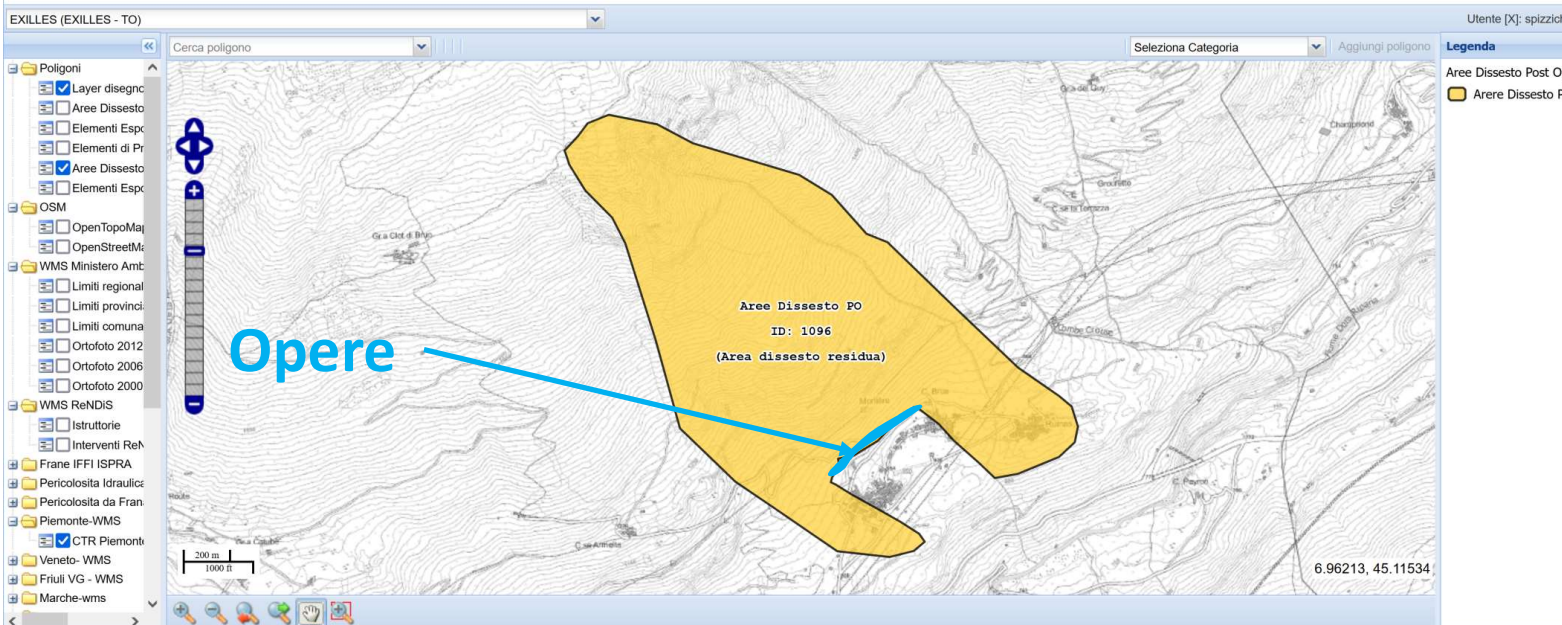 EXILLES (EXILLES - TO)
Utente [X]: spizzich
Cerca poligono
Seleziona Categoria
Aggiungi poligono
Legenda
Poligoni
Layer disegno
Aree Dissesto
Elementi Espo
Elementi di Pr
Aree Dissesto
Elementi Espo
OSM
OpenTopoMap
OpenStreetMa
WMS Ministero Amb
Limiti regional
Limiti provincia
Limiti comuna
Ortofoto 2012
Ortofoto 2006
Ortofoto 2000
WMS ReNDiS
Istruttorie
Interventi ReN
Frane IFFI ISPRA
Pericolosita Idraulica
Pericolosita da Fran
Piemonte-WMS
CTR Piemonte
Veneto- WMS
Friuli VG - WMS
Marche-wms
Aree Dissesto Post O
Arere Dissesto P
Aree Dissesto PO
ID: 1096
(Area dissesto residua)
Opere
200 m
1000 ft
6.96213, 45.11534